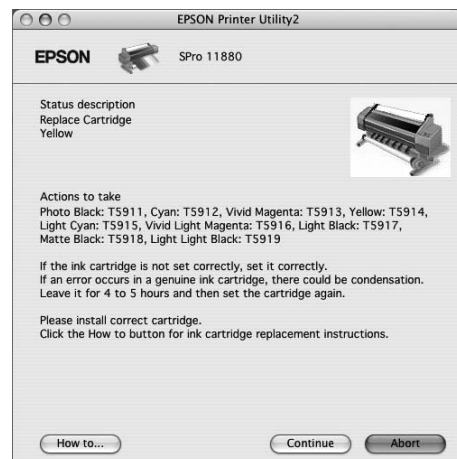 EPSON Printer Utility2
EPSON
SPro 11880
Status description
Replace Cartridge
Yellow
Actions to take
Photo Black: T5911, Cyan: T5912, Vivid Magenta: T5913, Yellow: T5914,
Light Cyan: T5915, Vivid Light Magenta: T5916, Light Black: T5917,
Matte Black: T5918, Light Light Black: T5919
If the ink cartridge is not set correctly, set it correctly.
If an error occurs in a genuine ink cartridge, there could be condensation.
Leave it for 4 to 5 hours and then set the cartridge again.
Please install correct cartridge.
Click the How to button for ink cartridge replacement instructions.
How to...
Continue
Abort